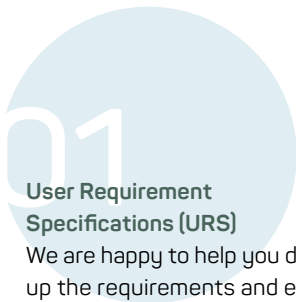 01
User Requirement
Specifications (URS)
We are happy to help you d
up the requirements and e